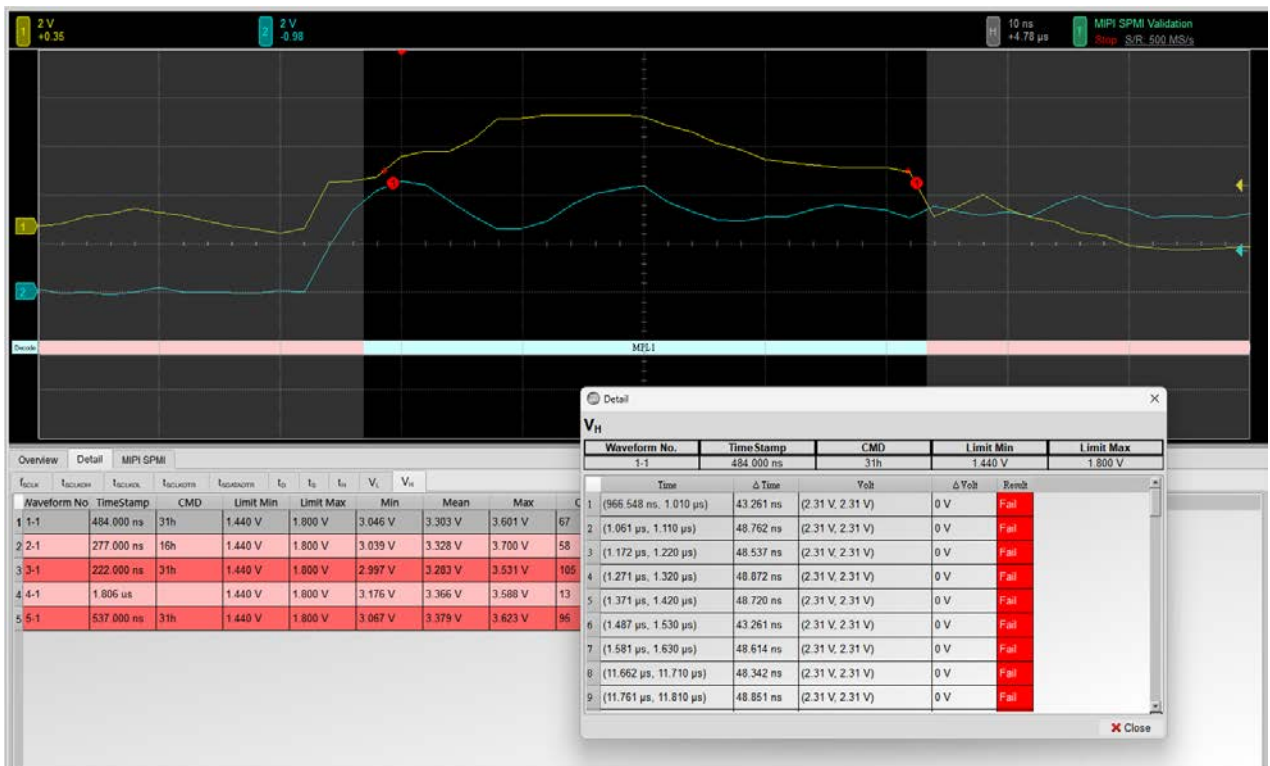 1 2 V +0.35 2 2 V -0.98 H 10 ns +4.78 µs T MIPI SPMI Validation Stop S/R: 500 MS/s
1 1
1
2
Decode MPL1
Detail
VH
Waveform No. TimeStamp CMD Limit Min Limit Max
1-1 484.000 ns 31h 1.440 V 1.800 V
Time Δ Time Volt Δ Volt Result
1 (966.548 ns, 1.010 µs) 43.261 ns (2.31 V, 2.31 V) 0 V Fail
2 (1.061 µs, 1.110 µs) 48.762 ns (2.31 V, 2.31 V) 0 V Fail
3 (1.172 µs, 1.220 µs) 48.537 ns (2.31 V, 2.31 V) 0 V Fail
4 (1.271 µs, 1.320 µs) 48.872 ns (2.31 V, 2.31 V) 0 V Fail
5 (1.371 µs, 1.420 µs) 48.720 ns (2.31 V, 2.31 V) 0 V Fail
6 (1.487 µs, 1.530 µs) 43.261 ns (2.31 V, 2.31 V) 0 V Fail
7 (1.581 µs, 1.630 µs) 48.614 ns (2.31 V, 2.31 V) 0 V Fail
8 (11.662 µs, 11.710 µs) 48.342 ns (2.31 V, 2.31 V) 0 V Fail
9 (11.761 µs, 11.810 µs) 48.851 ns (2.31 V, 2.31 V) 0 V Fail
Close
Overview Detail MIPI SPMI
fSCLK tSCLKOH tSCLKOL tSCLKOTR tSDATAOTR tD tS tH VL VH
Waveform No TimeStamp CMD Limit Min Limit Max Min Mean Max C
1 1-1 484.000 ns 31h 1.440 V 1.800 V 3.046 V 3.303 V 3.601 V 67
2 2-1 277.000 ns 16h 1.440 V 1.800 V 3.039 V 3.328 V 3.700 V 58
3 3-1 222.000 ns 31h 1.440 V 1.800 V 2.997 V 3.283 V 3.531 V 105
4 4-1 1.806 us 1.440 V 1.800 V 3.176 V 3.366 V 3.588 V 13
5 5-1 537.000 ns 31h 1.440 V 1.800 V 3.067 V 3.379 V 3.623 V 96